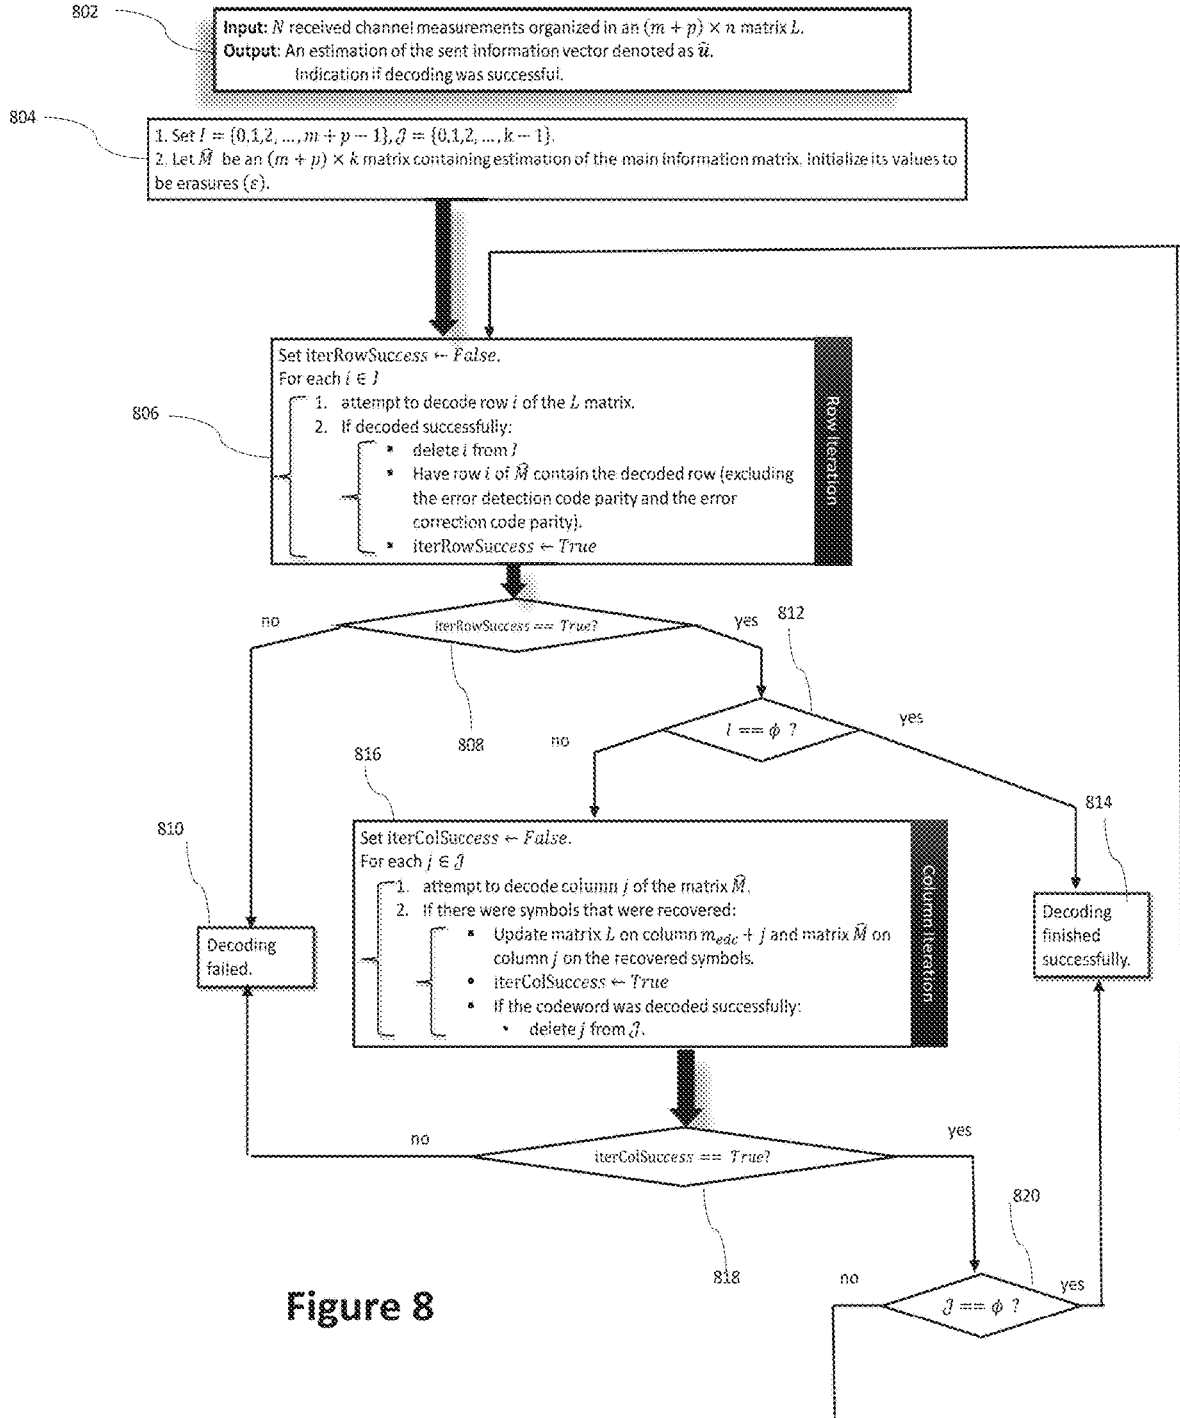 802
Input: N received channel measurements organized in an (m + p) × n matrix L.
Output: An estimation of the sent information vector denoted as û.
Indication if decoding was successful.
804
1. Set I = {0,1,2, ..., m + p − 1}, 𝒥 = {0,1,2, ..., k − 1}.
2. Let M̂ be an (m + p) × k matrix containing estimation of the main information matrix. Initialize its values to
be erasures (ε).
Set iterRowSuccess ← False.
For each i ∈ I
806
1. attempt to decode row i of the L matrix.
2. If decoded successfully:
▪ delete i from I
▪ Have row i of M̂ contain the decoded row (excluding
the error detection code parity and the error
correction code parity).
▪ iterRowSuccess ← True
Row Iteration
no
iterRowSuccess == True?
yes
812
808
no
I == ϕ ?
yes
816
814
810
Set iterColSuccess ← False.
For each j ∈ 𝒥
1. attempt to decode column j of the matrix M̂.
2. If there were symbols that were recovered:
▪ Update matrix L on column m_edc + j and matrix M̂ on
column j on the recovered symbols.
• iterColSuccess ← True
▪ If the codeword was decoded successfully:
• delete j from 𝒥.
Column Iteration
Decoding
failed.
Decoding
finished
successfully.
no
iterColSuccess == True?
yes
818
820
no
𝒥 == ϕ ?
yes
Figure 8